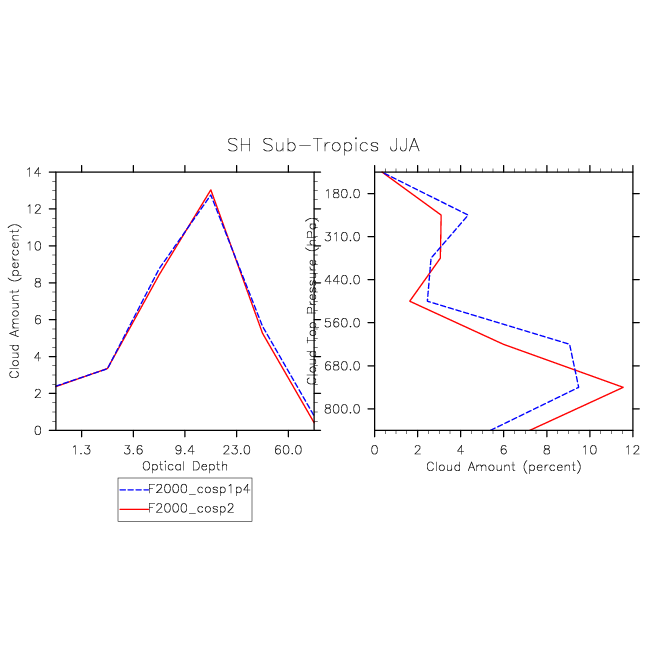 SH Sub-Tropics JJA
Cloud Amount (percent)
14
12
10
8
6
4
2
0
1.3 3.6 9.4 23.0 60.0
Optical Depth
Cloud Top Pressure (hPa)
180.0
310.0
440.0
560.0
680.0
800.0
0 2 4 6 8 10 12
Cloud Amount (percent)
F2000_cosp1p4
F2000_cosp2